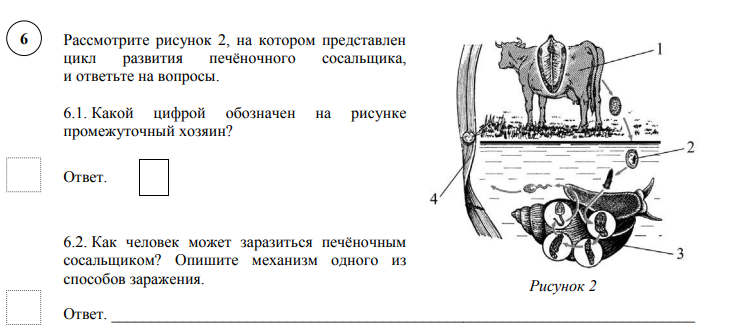 6
Рассмотрите рисунок 2, на котором представлен
цикл развития печёночного сосальщика,
и ответьте на вопросы.
6.1. Какой цифрой обозначен на рисунке
промежуточный хозяин?
Ответ.
6.2. Как человек может заразиться печёночным
сосальщиком? Опишите механизм одного из
способов заражения.
Ответ.
1
2
4
3
Рисунок 2